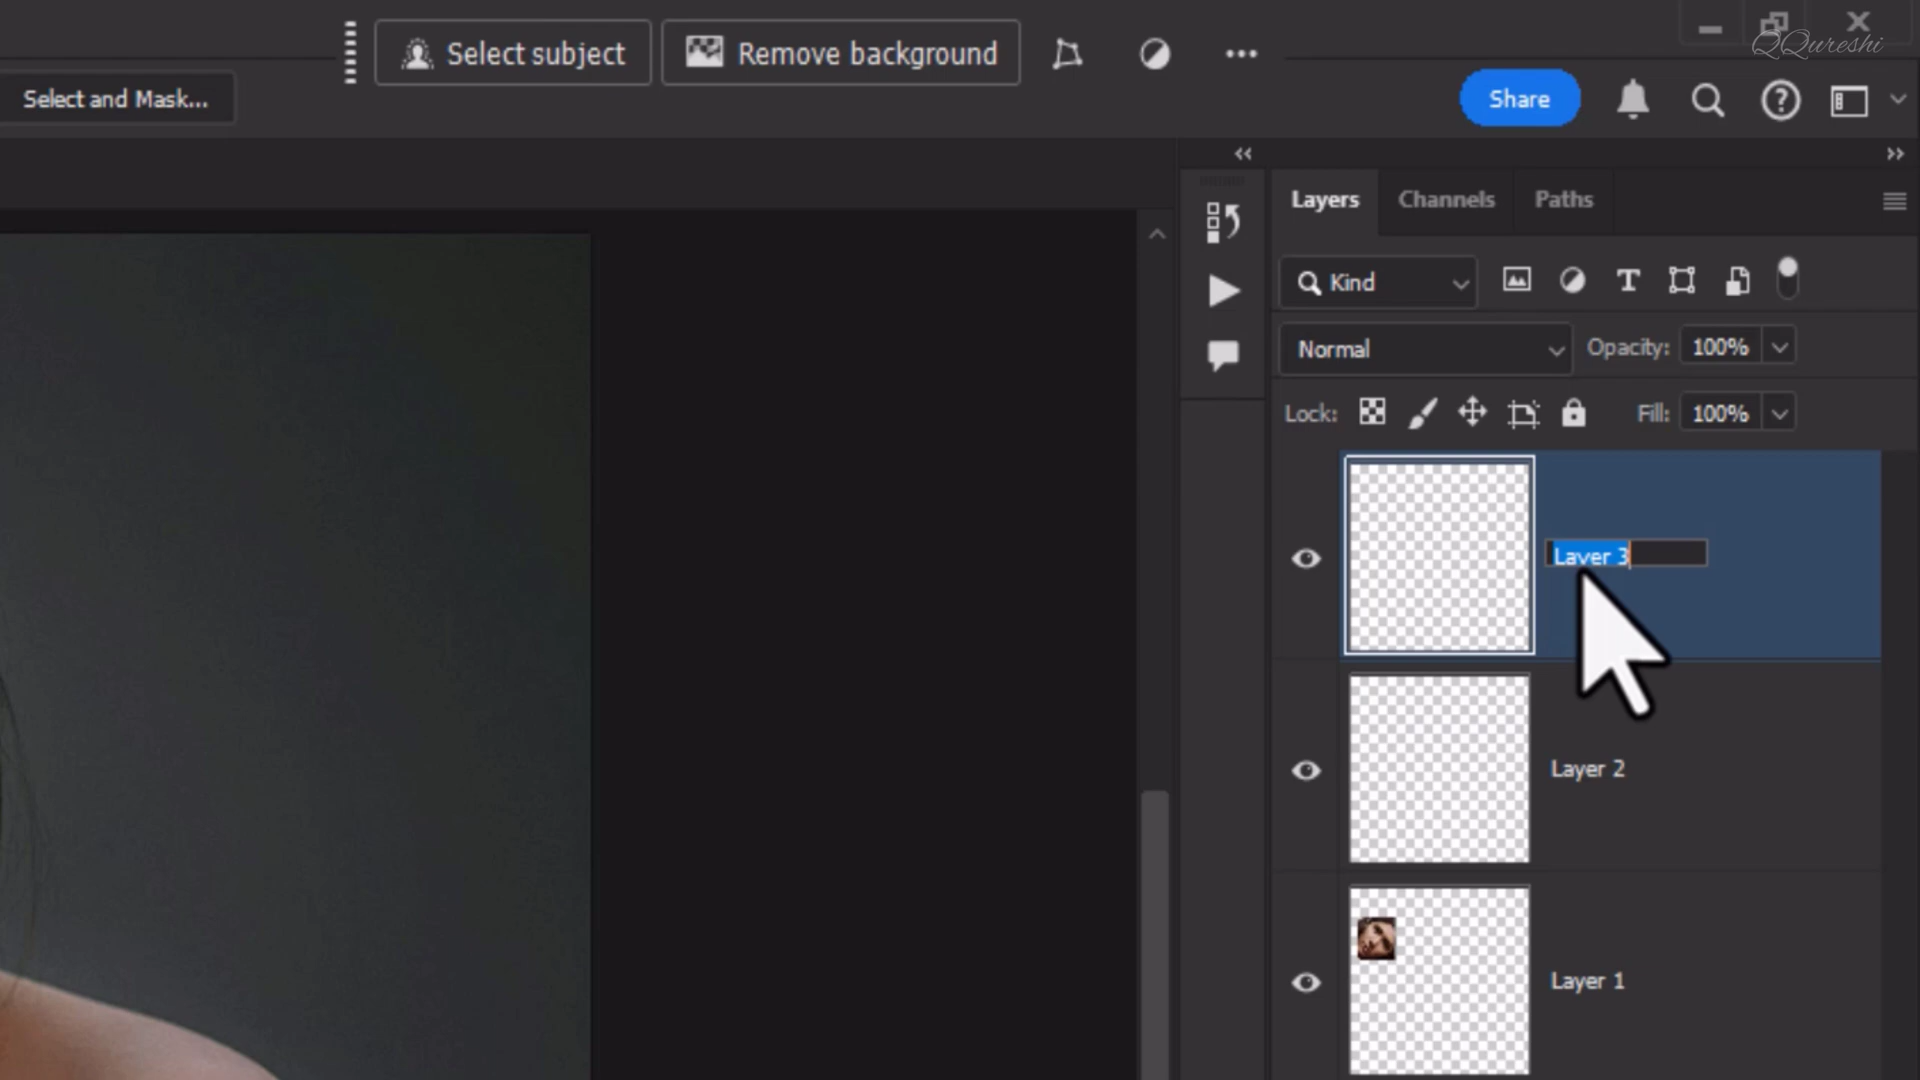 QQureshi
Select subject
Remove background
Select and Mask...
Share
Layers
Channels
Paths
Kind
Normal
Opacity: 100%
Lock:
Fill: 100%
Layer 3
Layer 2
Layer 1